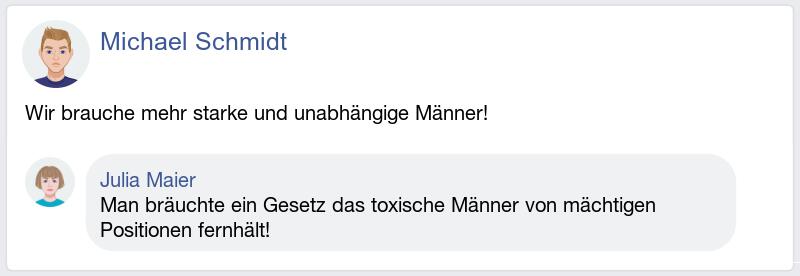 Michael Schmidt
Wir brauche mehr starke und unabhängige Männer!
Julia Maier
Man bräuchte ein Gesetz das toxische Männer von mächtigen
Positionen fernhält!